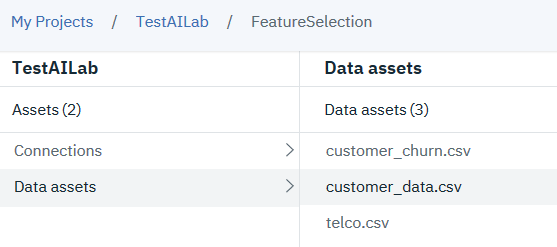 My Projects / TestAILab / FeatureSelection
TestAILab
Assets (2)
Connections
Data assets
Data assets
Data assets (3)
customer_churn.csv
customer_data.csv
telco.csv